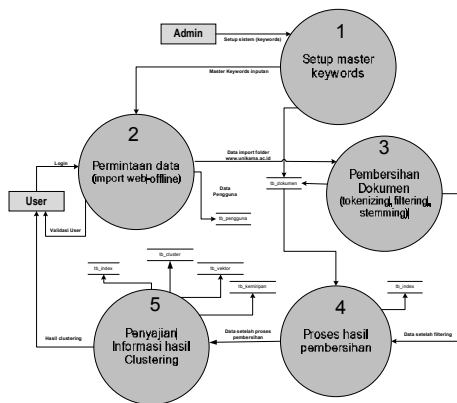 Admin
Setup sistem (keywords)
1
Setup master
keywords
Master Keywords inputan
2
Permintaan data
(import web-offline)
Data import folder
www.unikama.ac.id
3
Pembersihan
Dokumen
(tokenizing,filtering,
stemming)
tb_dokumen
Login
User
Validasi User
Data
Pengguna
tb_pengguna
tb_cluster
tb_index
tb_vektor
tb_kemiripan
5
Penyajian
Informasi hasil
Clustering
Hasil clustering
Data setelah proses
pembersihan
4
Proses hasil
pembersihan
tb_index
Data setelah filtering